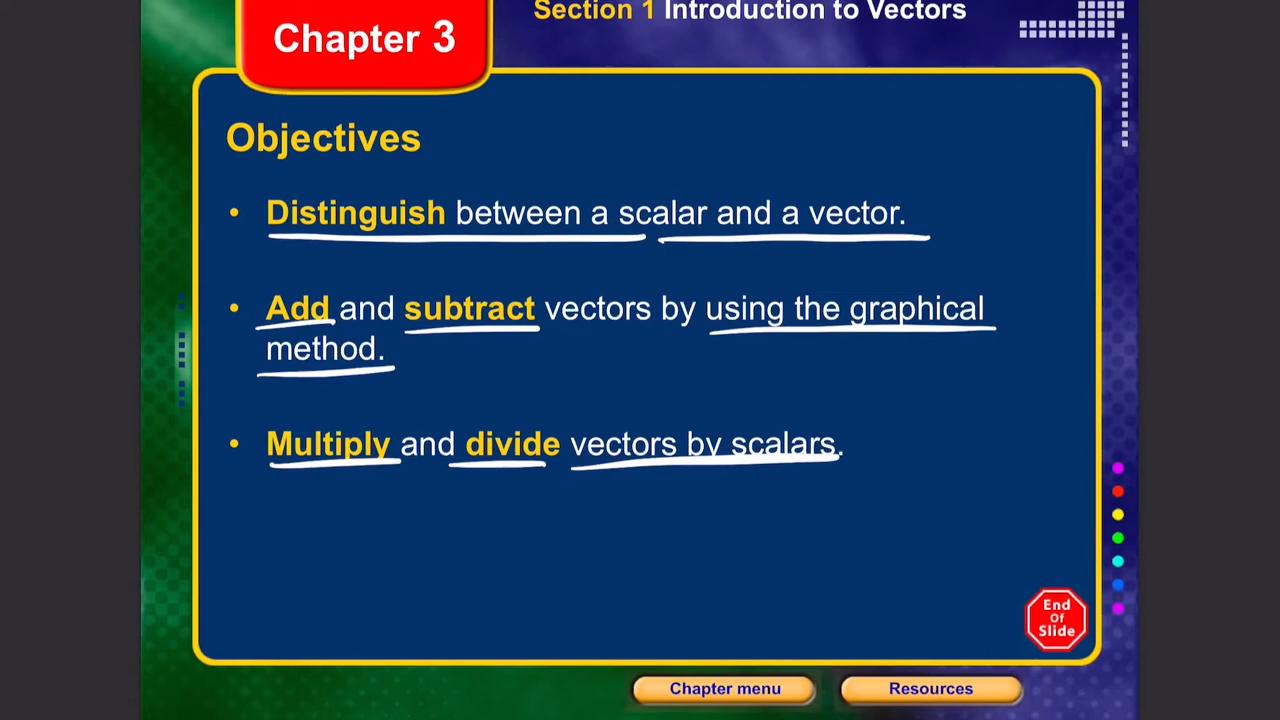 Section 1 Introduction to Vectors
Chapter 3
Objectives
• Distinguish between a scalar and a vector.
• Add and subtract vectors by using the graphical
method.
• Multiply and divide vectors by scalars.
End
Of
Slide
Chapter menu
Resources